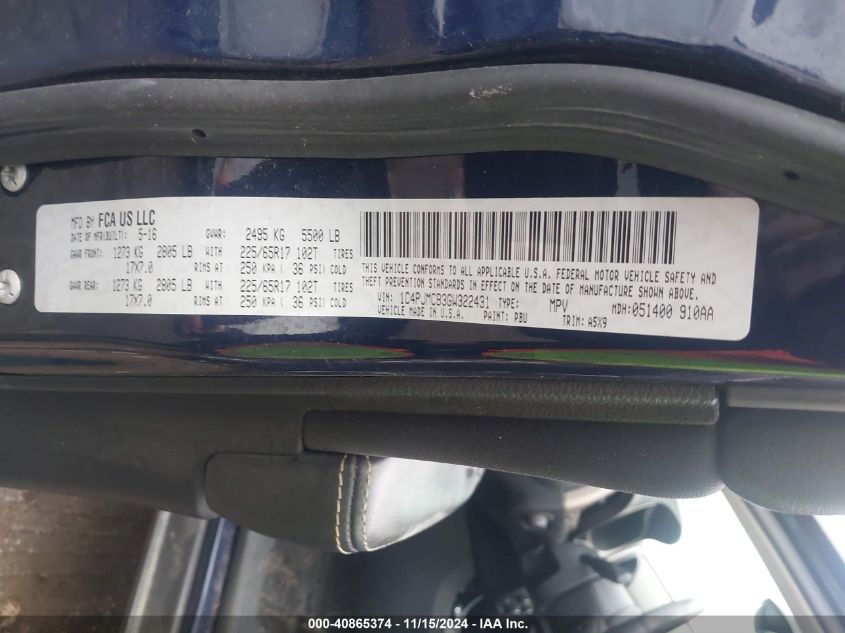 MFD BY FCA US LLC
DATE OF MFR(BUILT): 5-16 GVWR: 2495 KG 5500 LB
GAWR FRONT: 1273 KG 2805 LB WITH 225/65R17 102T TIRES
17X7.0 RIMS AT 250 KPA ( 36 PSI) COLD
GAWR REAR: 1273 KG 2805 LB WITH 225/65R17 102T TIRES
17X7.0 RIMS AT 250 KPA ( 36 PSI) COLD
THIS VEHICLE CONFORMS TO ALL APPLICABLE U.S.A. FEDERAL MOTOR VEHICLE SAFETY AND
THEFT PREVENTION STANDARDS IN EFFECT ON THE DATE OF MANUFACTURE SHOWN ABOVE.
VIN: 1C4PJMCB3GW322431 TYPE: MPV MDH: 051400 910AA
VEHICLE MADE IN U.S.A. PAINT: PBU TRIM: A5X9
000-40865374 - 11/15/2024 - IAA Inc.